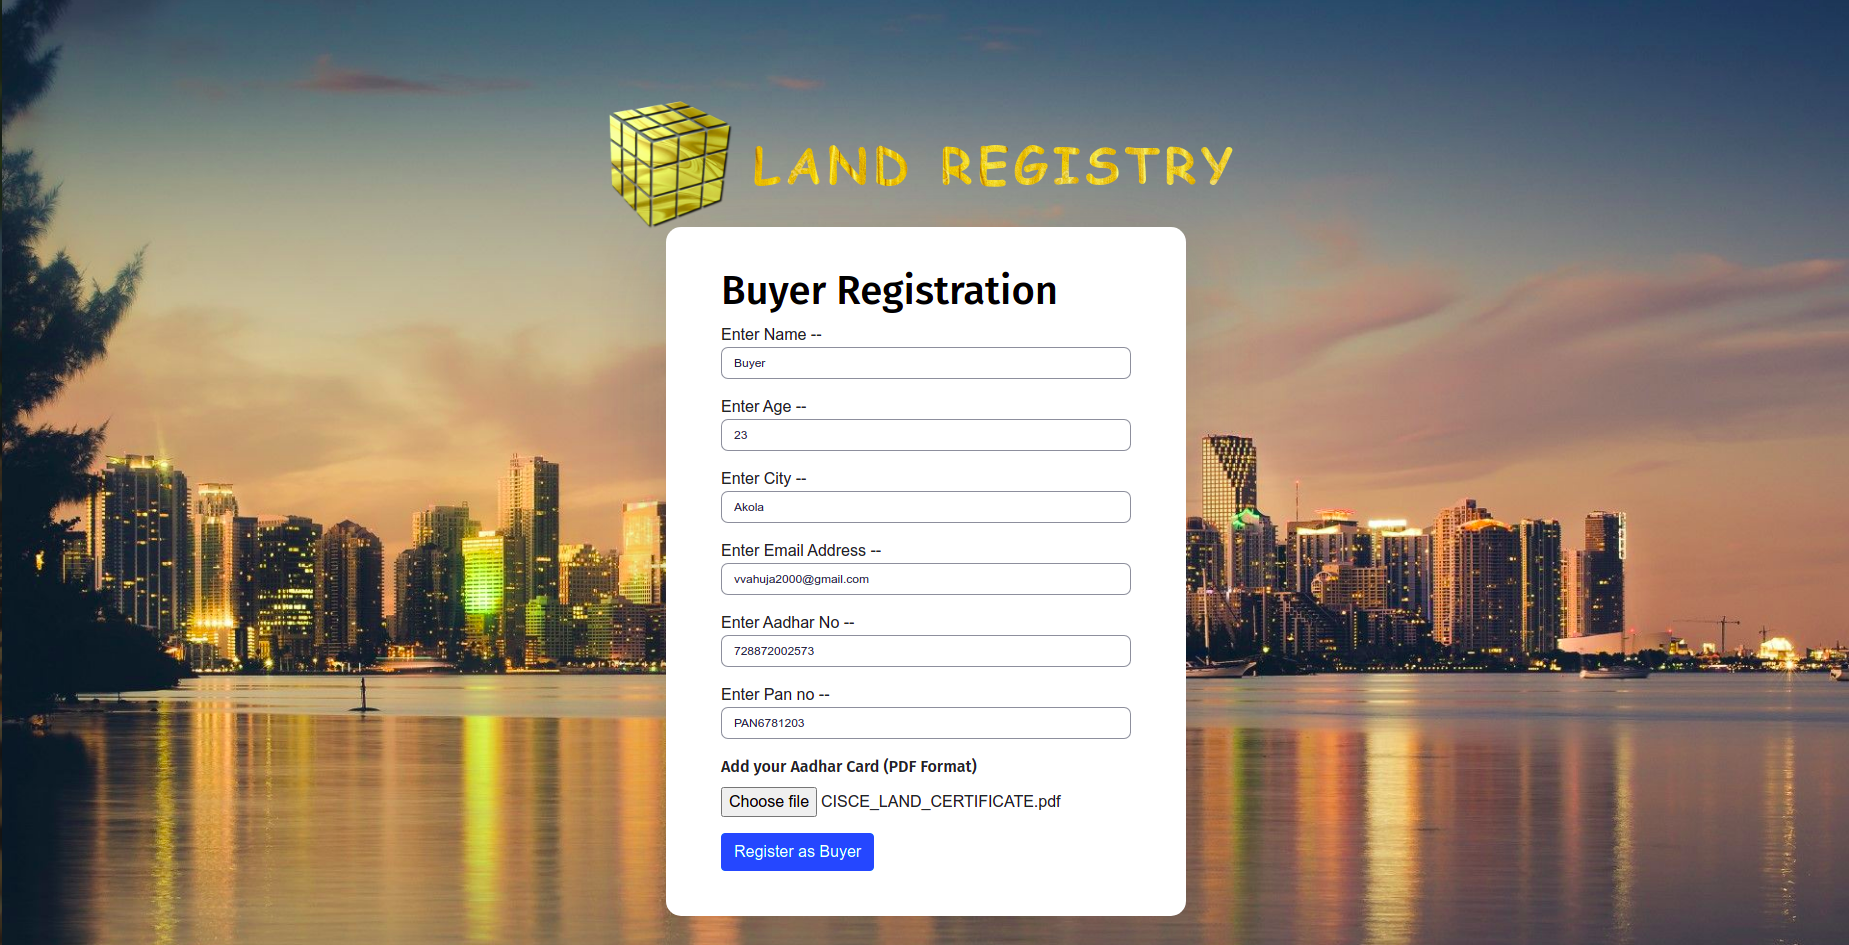 LAND REGISTRY
Buyer Registration
Enter Name --
Buyer
Enter Age --
23
Enter City --
Akola
Enter Email Address --
vvahuja2000@gmail.com
Enter Aadhar No --
728872002573
Enter Pan no --
PAN6781203
Add your Aadhar Card (PDF Format)
Choose file CISCE_LAND_CERTIFICATE.pdf
Register as Buyer